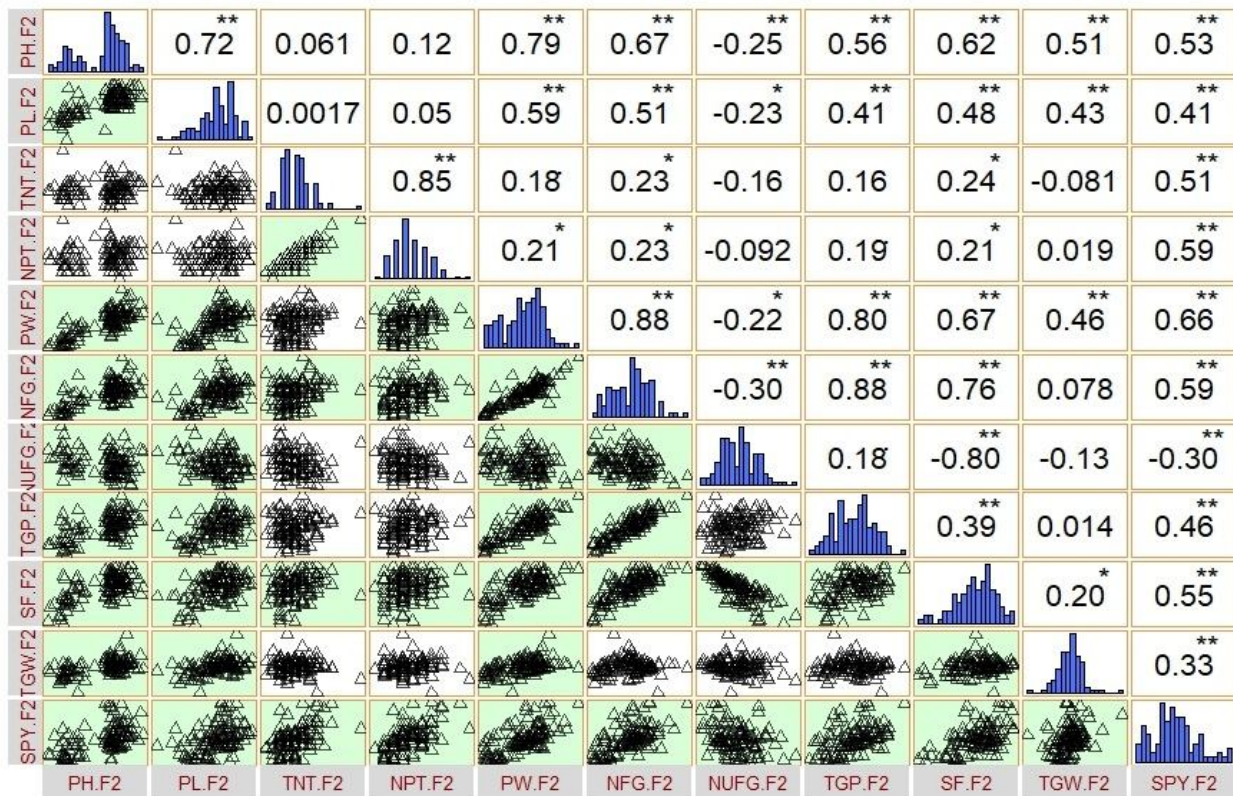 PH.F2 0.72 ** 0.061 0.12 0.79 ** 0.67 ** -0.25 ** 0.56 ** 0.62 ** 0.51 ** 0.53 **
PL.F2 0.0017 0.05 0.59 ** 0.51 ** -0.23 * 0.41 ** 0.48 ** 0.43 ** 0.41 **
TNT.F2 0.85 ** 0.18 . 0.23 * -0.16 0.16 0.24 * -0.081 0.51 **
NPT.F2 0.21 * 0.23 * -0.092 0.19 . 0.21 * 0.019 0.59 **
PW.F2 0.88 ** -0.22 * 0.80 ** 0.67 ** 0.46 ** 0.66 **
NFG.F2 -0.30 ** 0.88 ** 0.76 ** 0.078 0.59 **
NUFG.F2 0.18 . -0.80 ** -0.13 -0.30 **
TGP.F2 0.39 ** 0.014 0.46 **
SF.F2 0.20 * 0.55 **
TGW.F2 0.33 **
SPY.F2
PH.F2 PL.F2 TNT.F2 NPT.F2 PW.F2 NFG.F2 NUFG.F2 TGP.F2 SF.F2 TGW.F2 SPY.F2